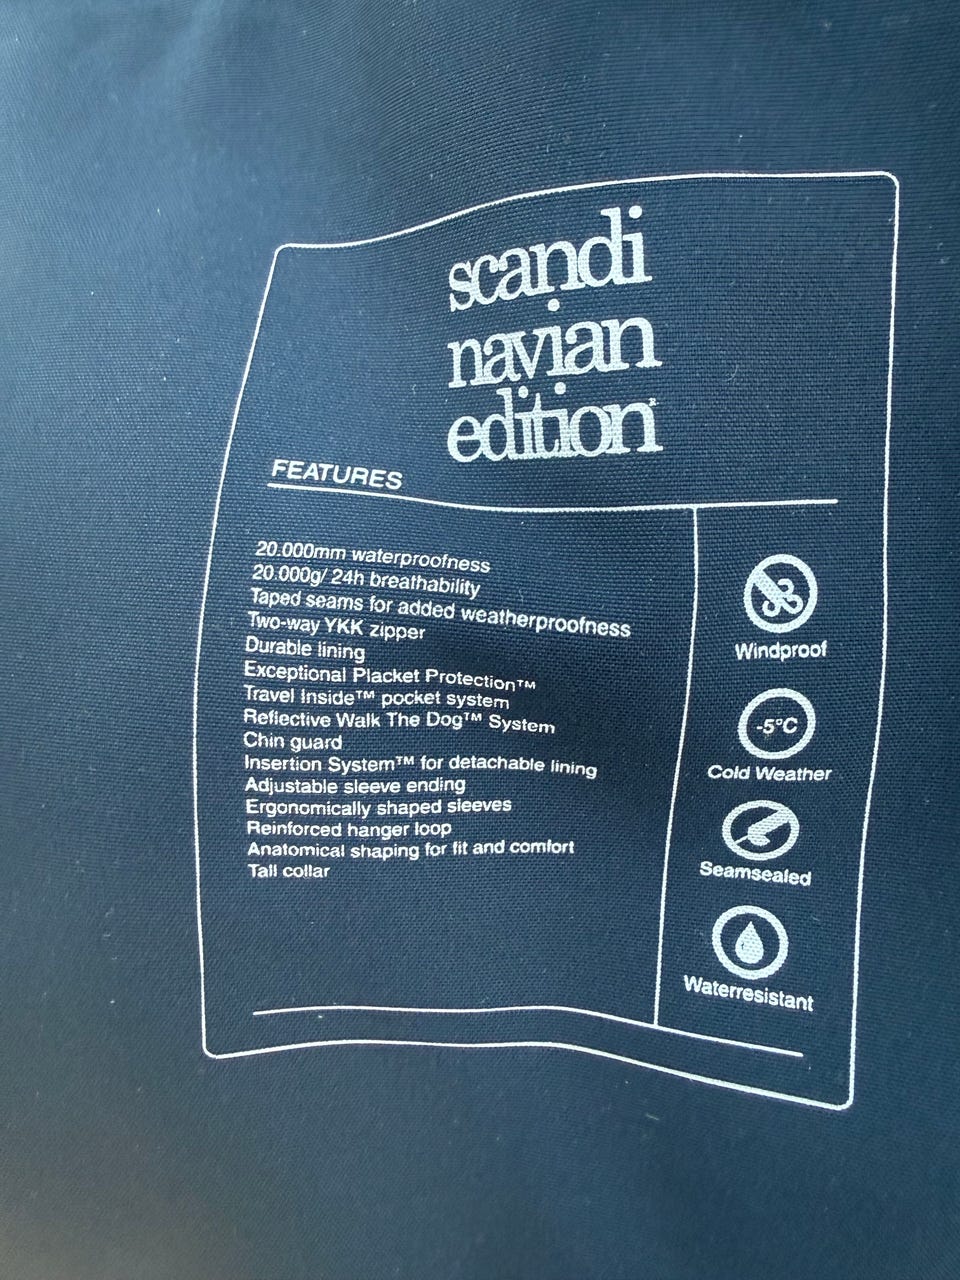 scandi
navian
edition
FEATURES
20.000mm waterproofness
20.000g/ 24h breathability
Taped seams for added weatherproofness
Two-way YKK zipper
Durable lining
Exceptional Placket Protection™
Travel Inside™ pocket system
Reflective Walk The Dog™ System
Chin guard
Insertion System™ for detachable lining
Adjustable sleeve ending
Ergonomically shaped sleeves
Reinforced hanger loop
Anatomical shaping for fit and comfort
Tall collar
Windproof
-5°C
Cold Weather
Seamsealed
Waterresistant